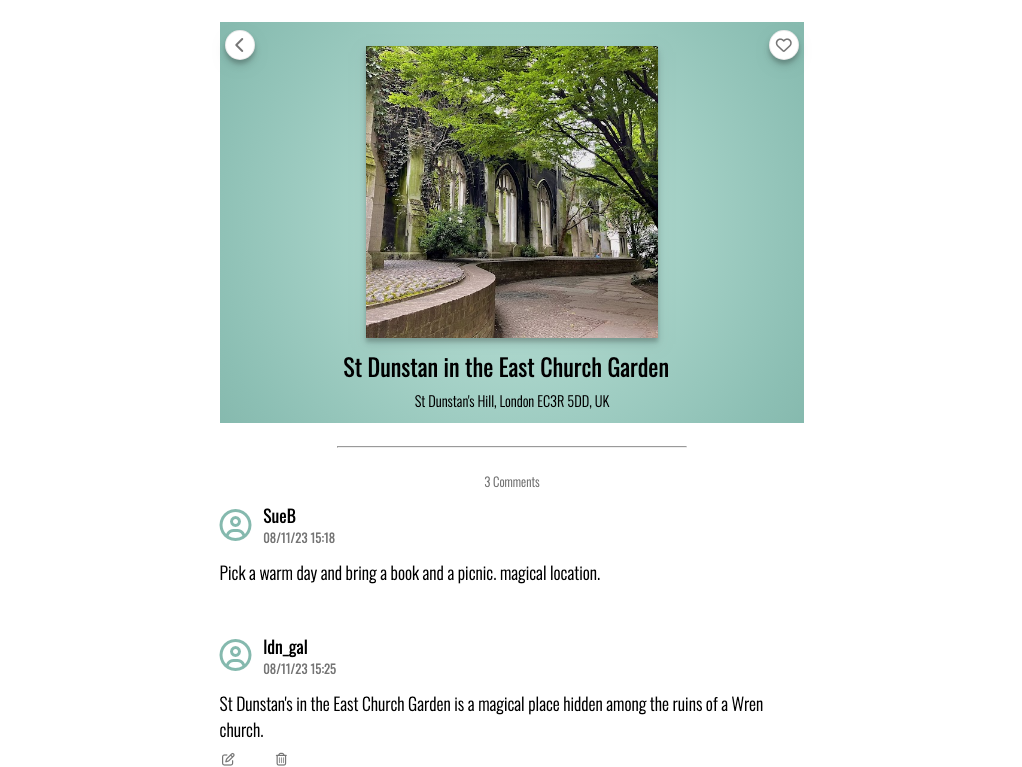 St Dunstan in the East Church Garden
St Dunstan's Hill, London EC3R 5DD, UK
3 Comments
SueB
08/11/23 15:18
Pick a warm day and bring a book and a picnic. magical location.
ldn_gal
08/11/23 15:25
St Dunstan's in the East Church Garden is a magical place hidden among the ruins of a Wren
church.